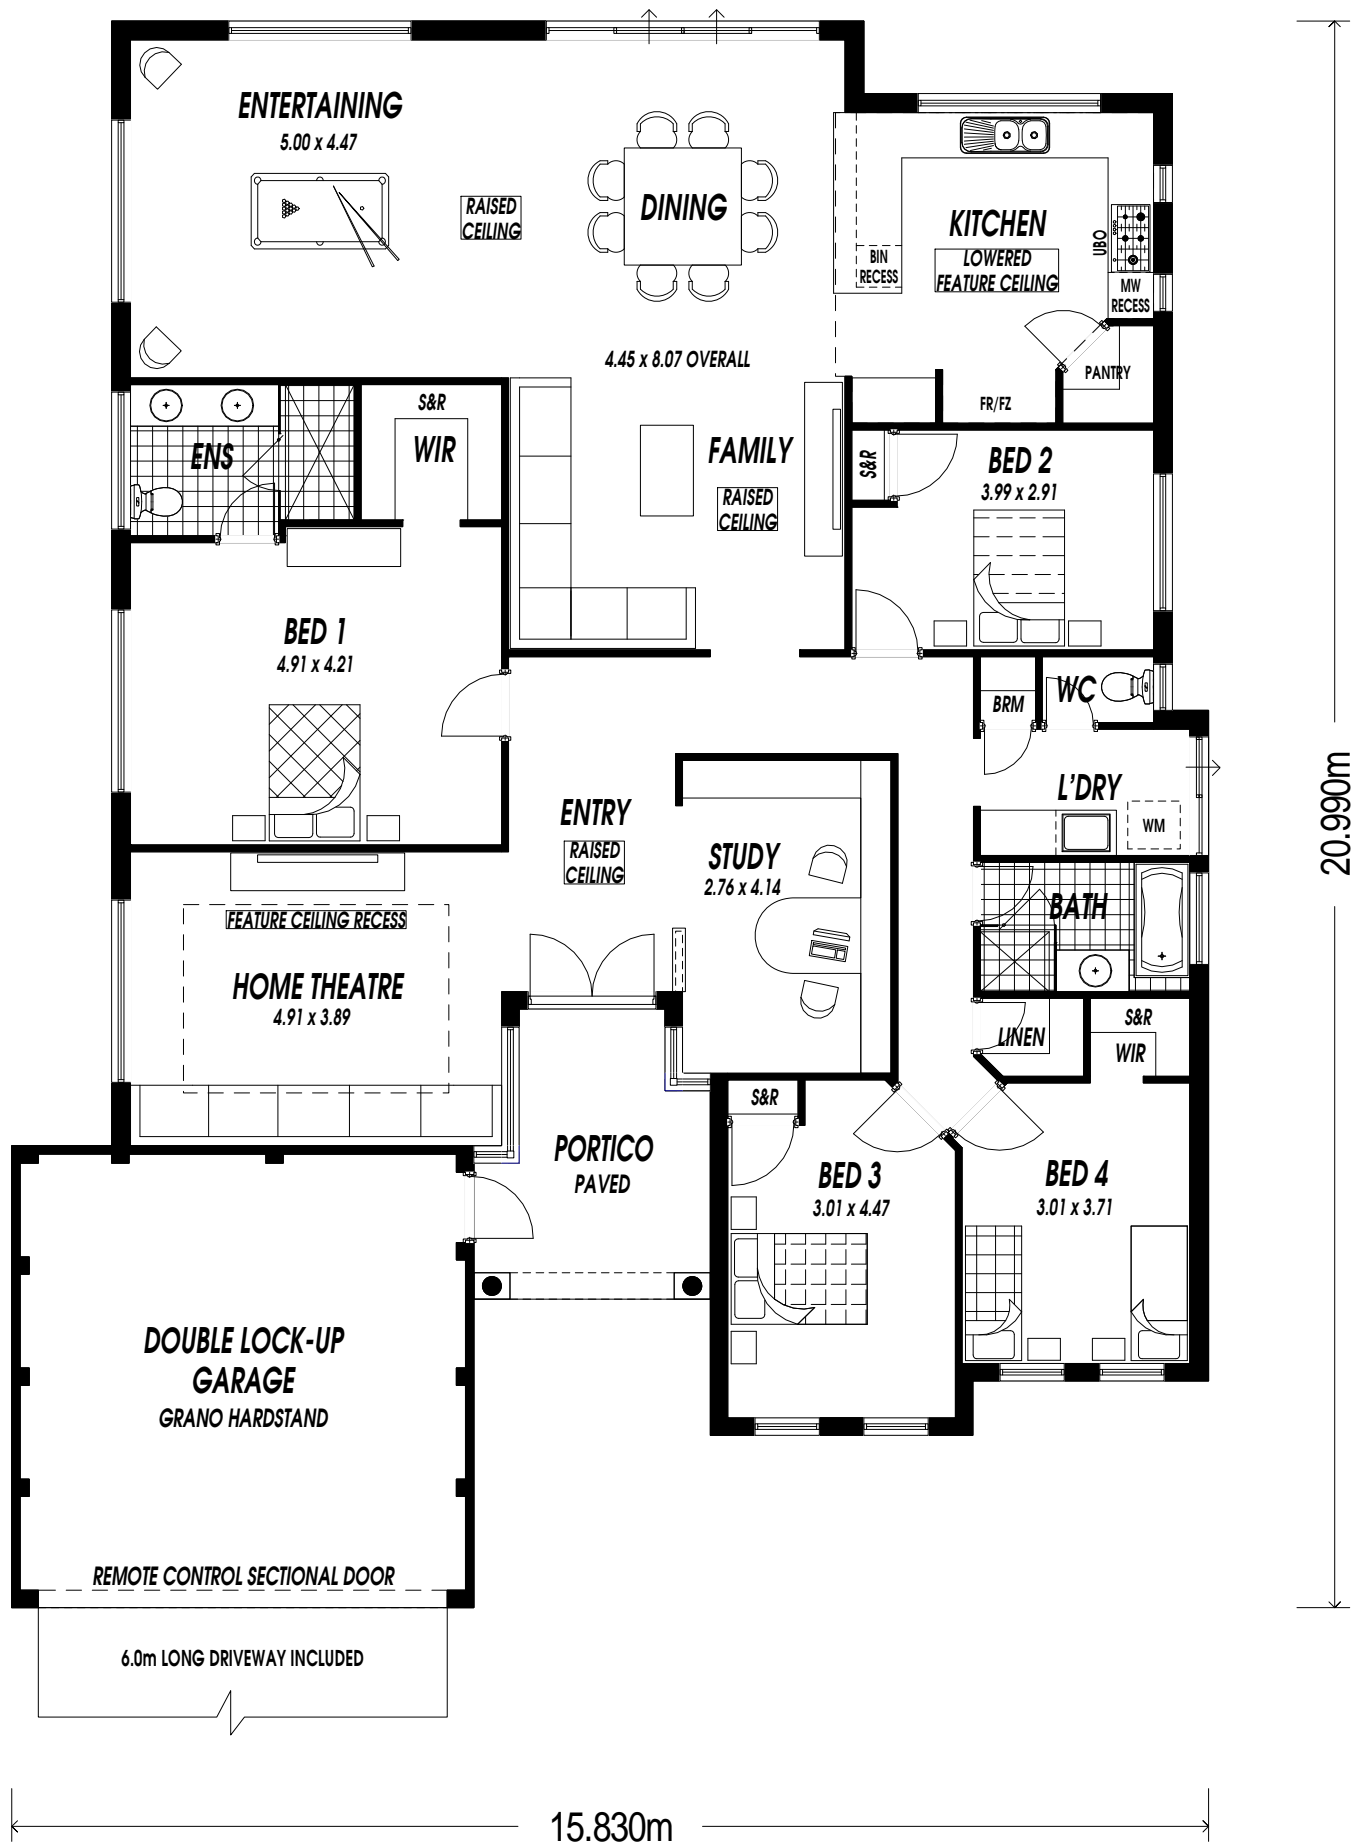 ENTERTAINING
5.00 x 4.47
RAISED
CEILING
DINING
4.45 x 8.07 OVERALL
KITCHEN
LOWERED
FEATURE CEILING
BIN
RECESS
UBO
MW
RECESS
PANTRY
FR/FZ
ENS
S&R
WIR
FAMILY
RAISED
CEILING
S&R
BED 2
3.99 x 2.91
BED 1
4.91 x 4.21
BRM
WC
L'DRY
WM
ENTRY
RAISED
CEILING
STUDY
2.76 x 4.14
20.990m
BATH
FEATURE CEILING RECESS
HOME THEATRE
4.91 x 3.89
LINEN
S&R
WIR
S&R
PORTICO
PAVED
BED 3
3.01 x 4.47
BED 4
3.01 x 3.71
DOUBLE LOCK-UP
GARAGE
GRANO HARDSTAND
REMOTE CONTROL SECTIONAL DOOR
6.0m LONG DRIVEWAY INCLUDED
15.830m